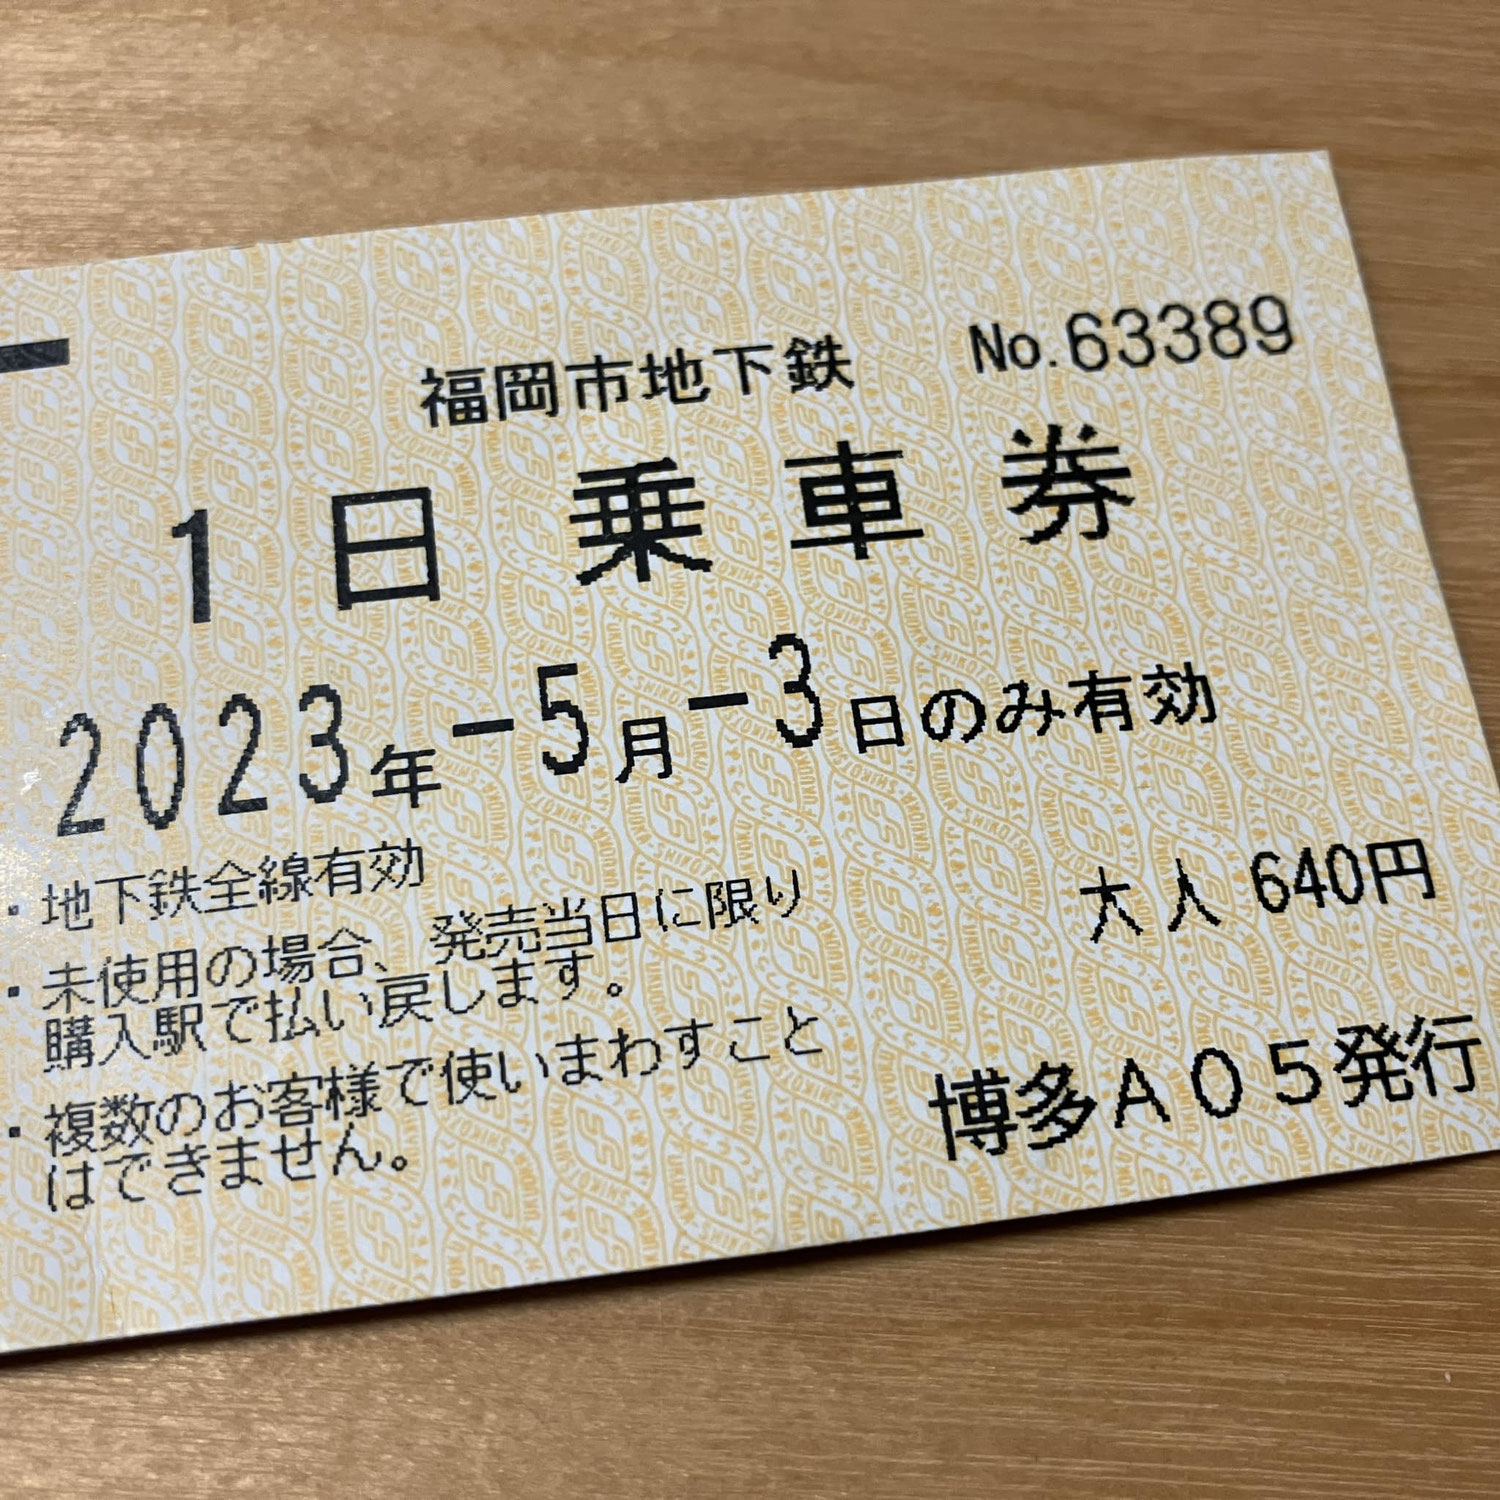 福岡市地下鉄 No.63389
1日乗車券
2023年-5月-3日のみ有効
・地下鉄全線有効
大人 640円
・未使用の場合、発売当日に限り
購入駅で払い戻します。
・複数のお客様で使いまわすこと
はできません。
博多A05発行